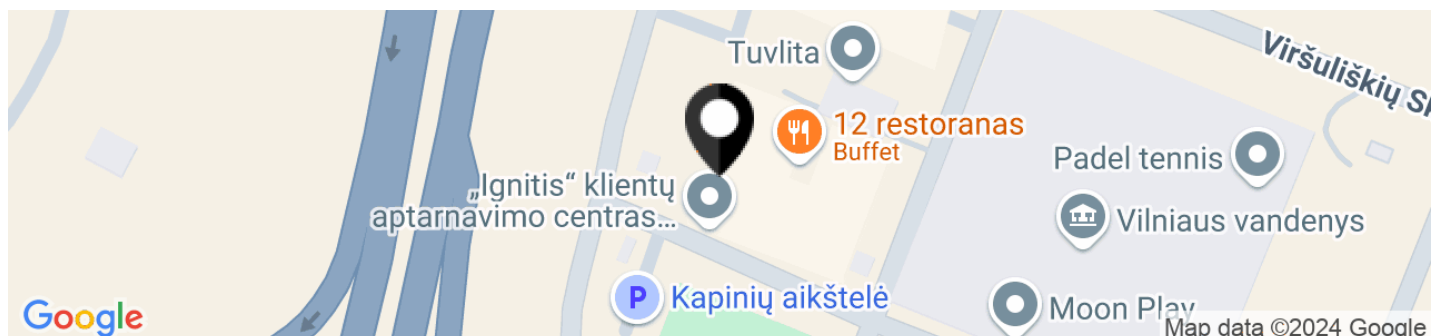 Tuvlita
Viršuliškių Sk
12 restoranas
Buffet
Padel tennis
„Ignitis“ klientų
aptarnavimo centras...
Vilniaus vandenys
P
Kapinių aikštelė
Moon Play
Google
Map data ©2024 Google